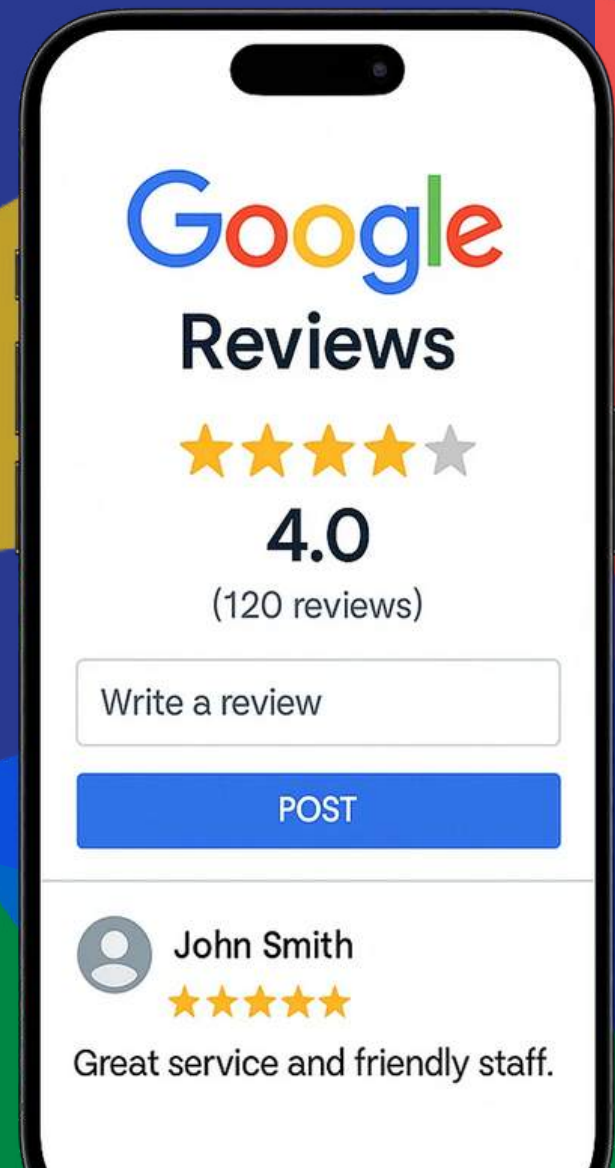 Google
Reviews
4.0
(120 reviews)
Write a review
POST
John Smith
Great service and friendly staff.